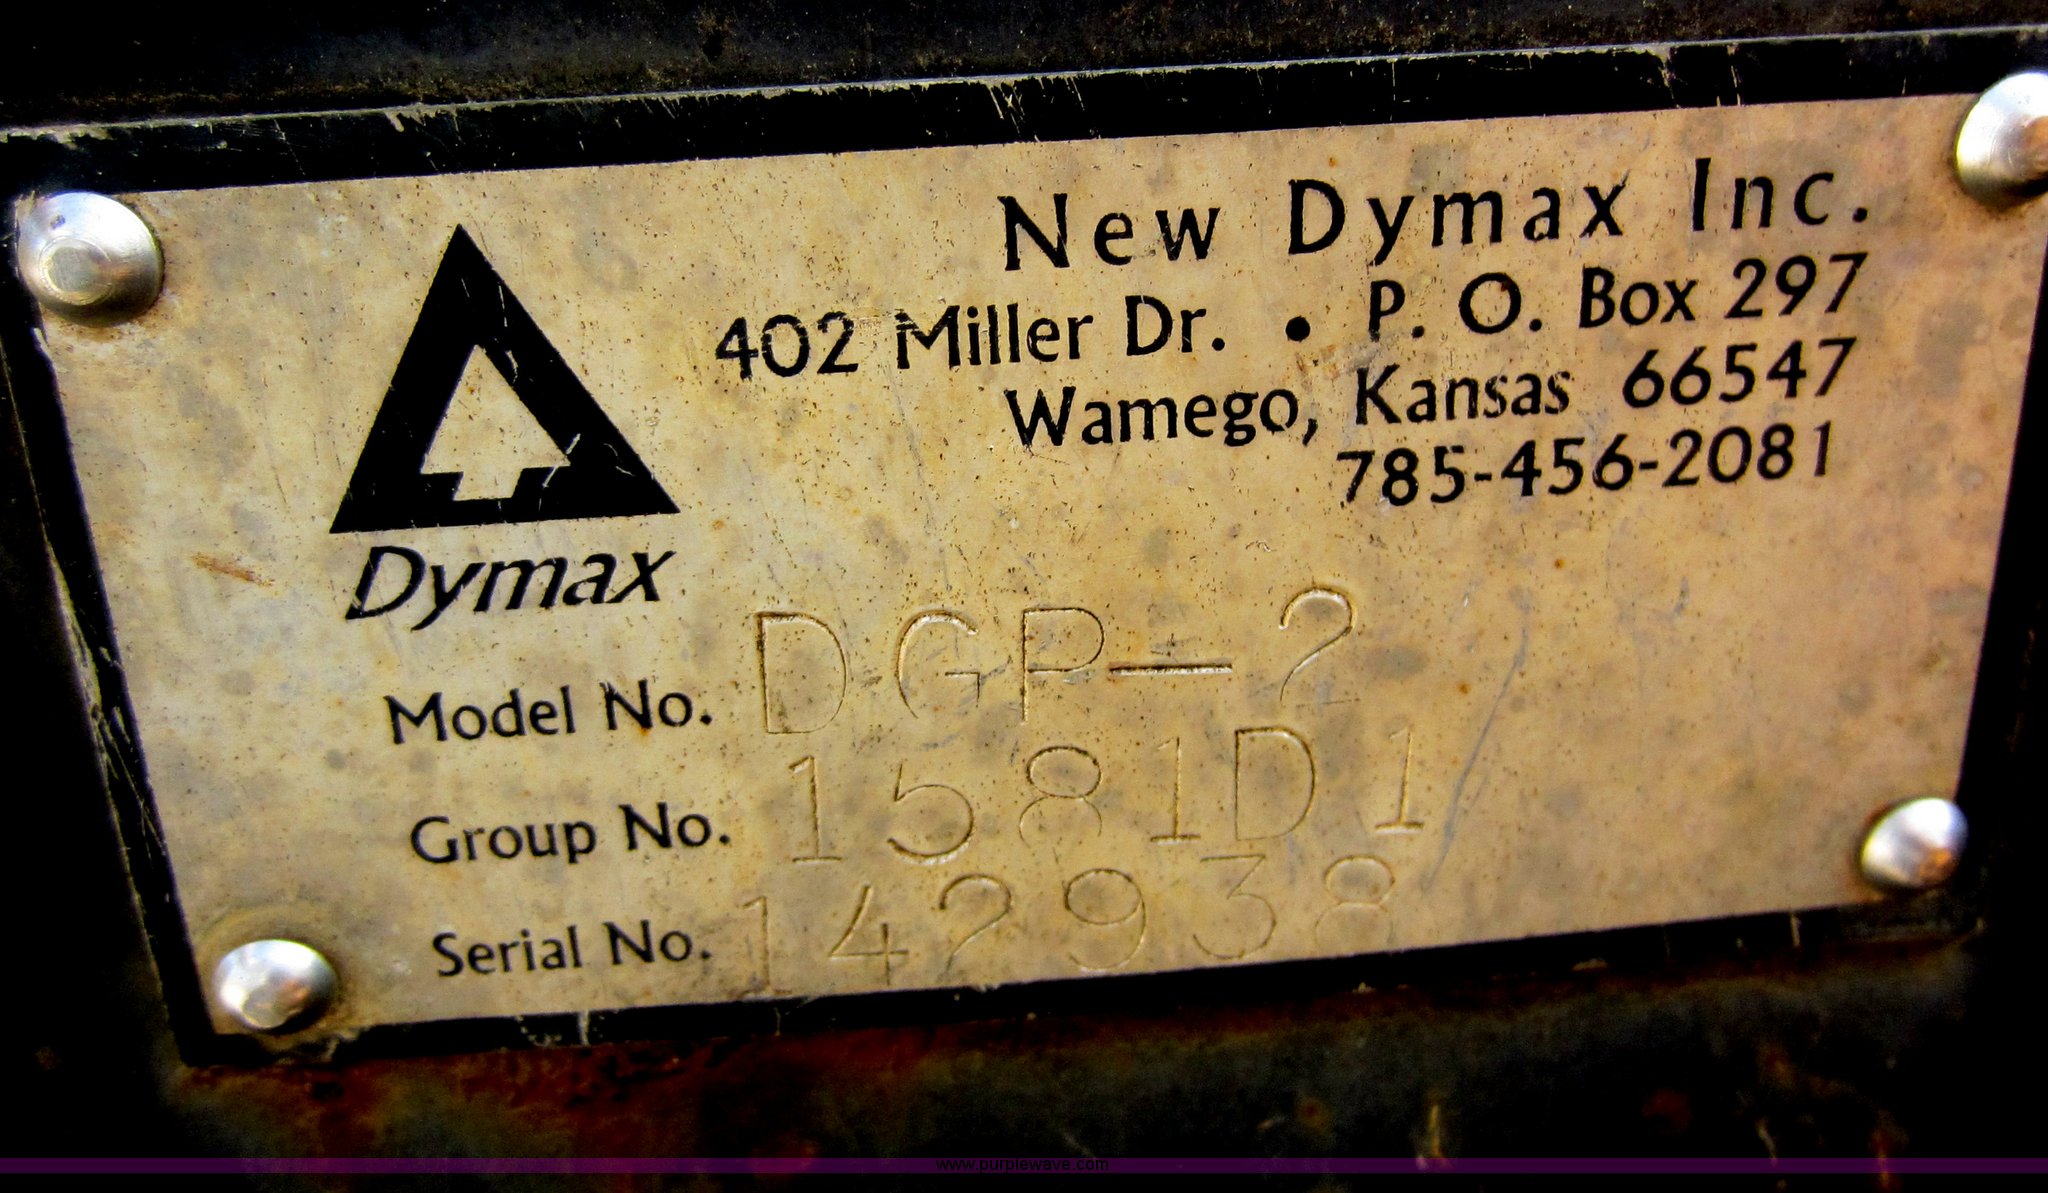 New Dymax Inc.
402 Miller Dr. • P. O. Box 297
Wamego, Kansas 66547
785-456-2081
Dymax
Model No. DGP-2
Group No. 1581D1
Serial No. 142938
www.purplewave.com